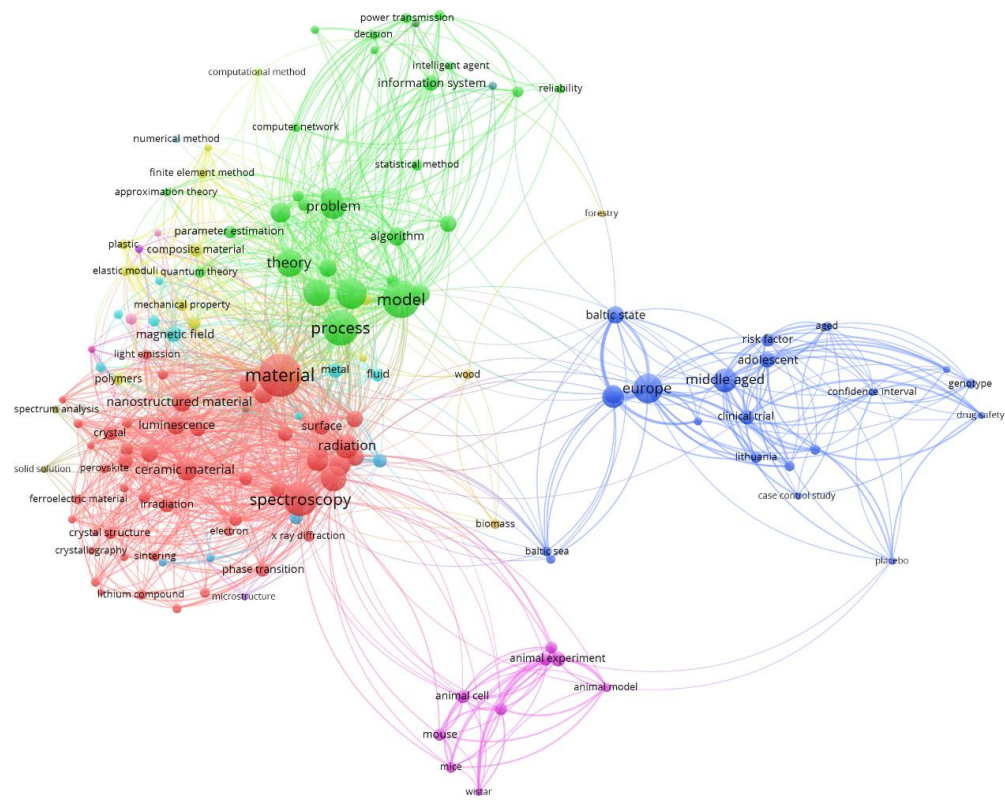 power transmission
decision
intelligent agent
computational method
information system
reliability
computer network
numerical method
statistical method
finite element method
approximation theory
problem
forestry
parameter estimation
algorithm
plastic
composite material
theory
elastic moduli
quantum theory
model
mechanical property
baltic state
process
aged
magnetic field
risk factor
light emission
adolescent
material
metal
fluid
wood
polymers
middle aged
genotype
europe
confidence interval
nanostructured material
spectrum analysis
drug safety
clinical trial
luminescence
surface
crystal
radiation
lithuania
solid solution
perovskite
ceramic material
case control study
ferroelectric material
spectroscopy
irradiation
biomass
crystal structure
electron
x ray diffraction
crystallography
sintering
baltic sea
placebo
phase transition
lithium compound
microstructure
animal experiment
animal model
animal cell
mouse
mice
wistar